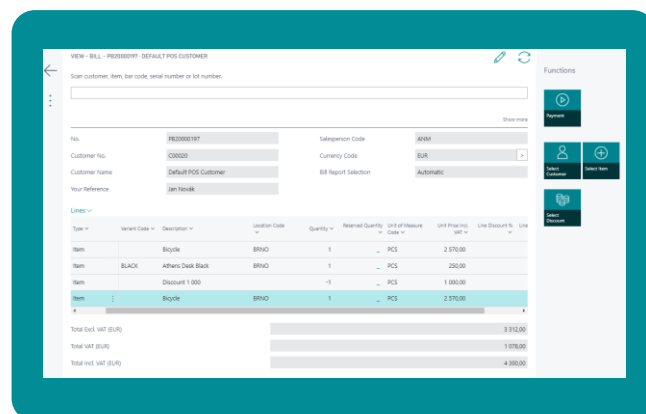 VIEW - BILL - PB20000197 · DEFAULT POS CUSTOMER
Scan customer, item, bar code, serial number or lot number.
Functions
Show more
Payment
No. PB20000197 Salesperson Code ANM
Customer No. C00020 Currency Code EUR
Customer Name Default POS Customer Bill Report Selection Automatic
Your Reference Jan Novák
Select Customer Select Item
Select Discount
Lines
Type Variant Code Description Location Code Quantity Reserved Quantity Unit of Measure Code Unit Price Incl. VAT Line Discount % Line
Item Bicycle BRNO 1 _ PCS 2 570,00
Item BLACK Athens Desk Black BRNO 1 _ PCS 250,00
Item Discount 1 000 -1 _ PCS 1 000,00
Item Bicycle BRNO 1 _ PCS 2 570,00
Total Excl. VAT (EUR) 3 312,00
Total VAT (EUR) 1 078,00
Total Incl. VAT (EUR) 4 390,00